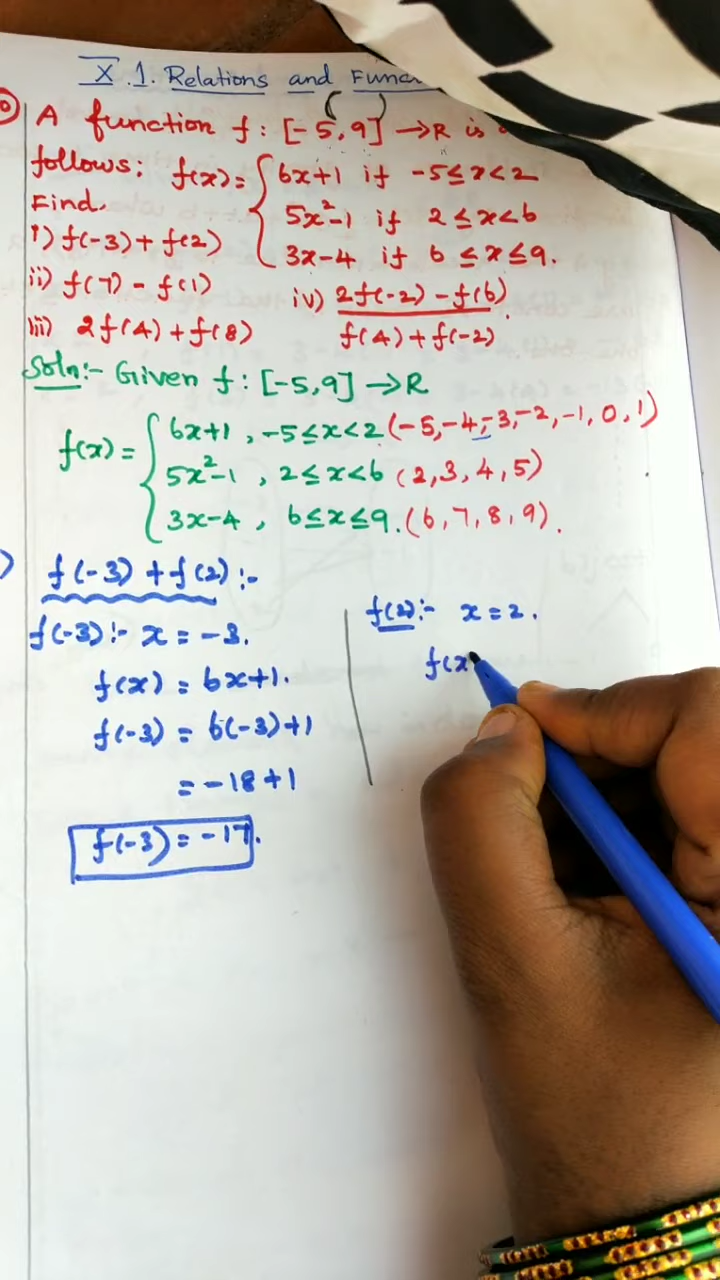 X.1. Relations and Func
A function f : [-5,9] →R is
follows: f(x)= { 6x+1 if -5≤x<2
Find. 5x²-1 if 2≤x<6
i) f(-3)+f(2) 3x-4 if 6≤x≤9.
ii) f(7) - f(1) iv) 2f(-2) - f(6)
iii) 2f(4)+f(8) f(4)+f(-2)
Soln:- Given f : [-5,9] →R
f(x)= { 6x+1 , -5≤x<2 (-5,-4,-3,-2,-1,0,1)
5x²-1 , 2≤x<6 (2,3,4,5)
3x-4 , 6≤x≤9. (6,7,8,9).
) f(-3)+f(2):-
f(-3):- x = -3.
f(x) = 6x+1.
f(-3) = 6(-3)+1
= -18+1
f(-3) = -17.
f(2):- x = 2.
f(x